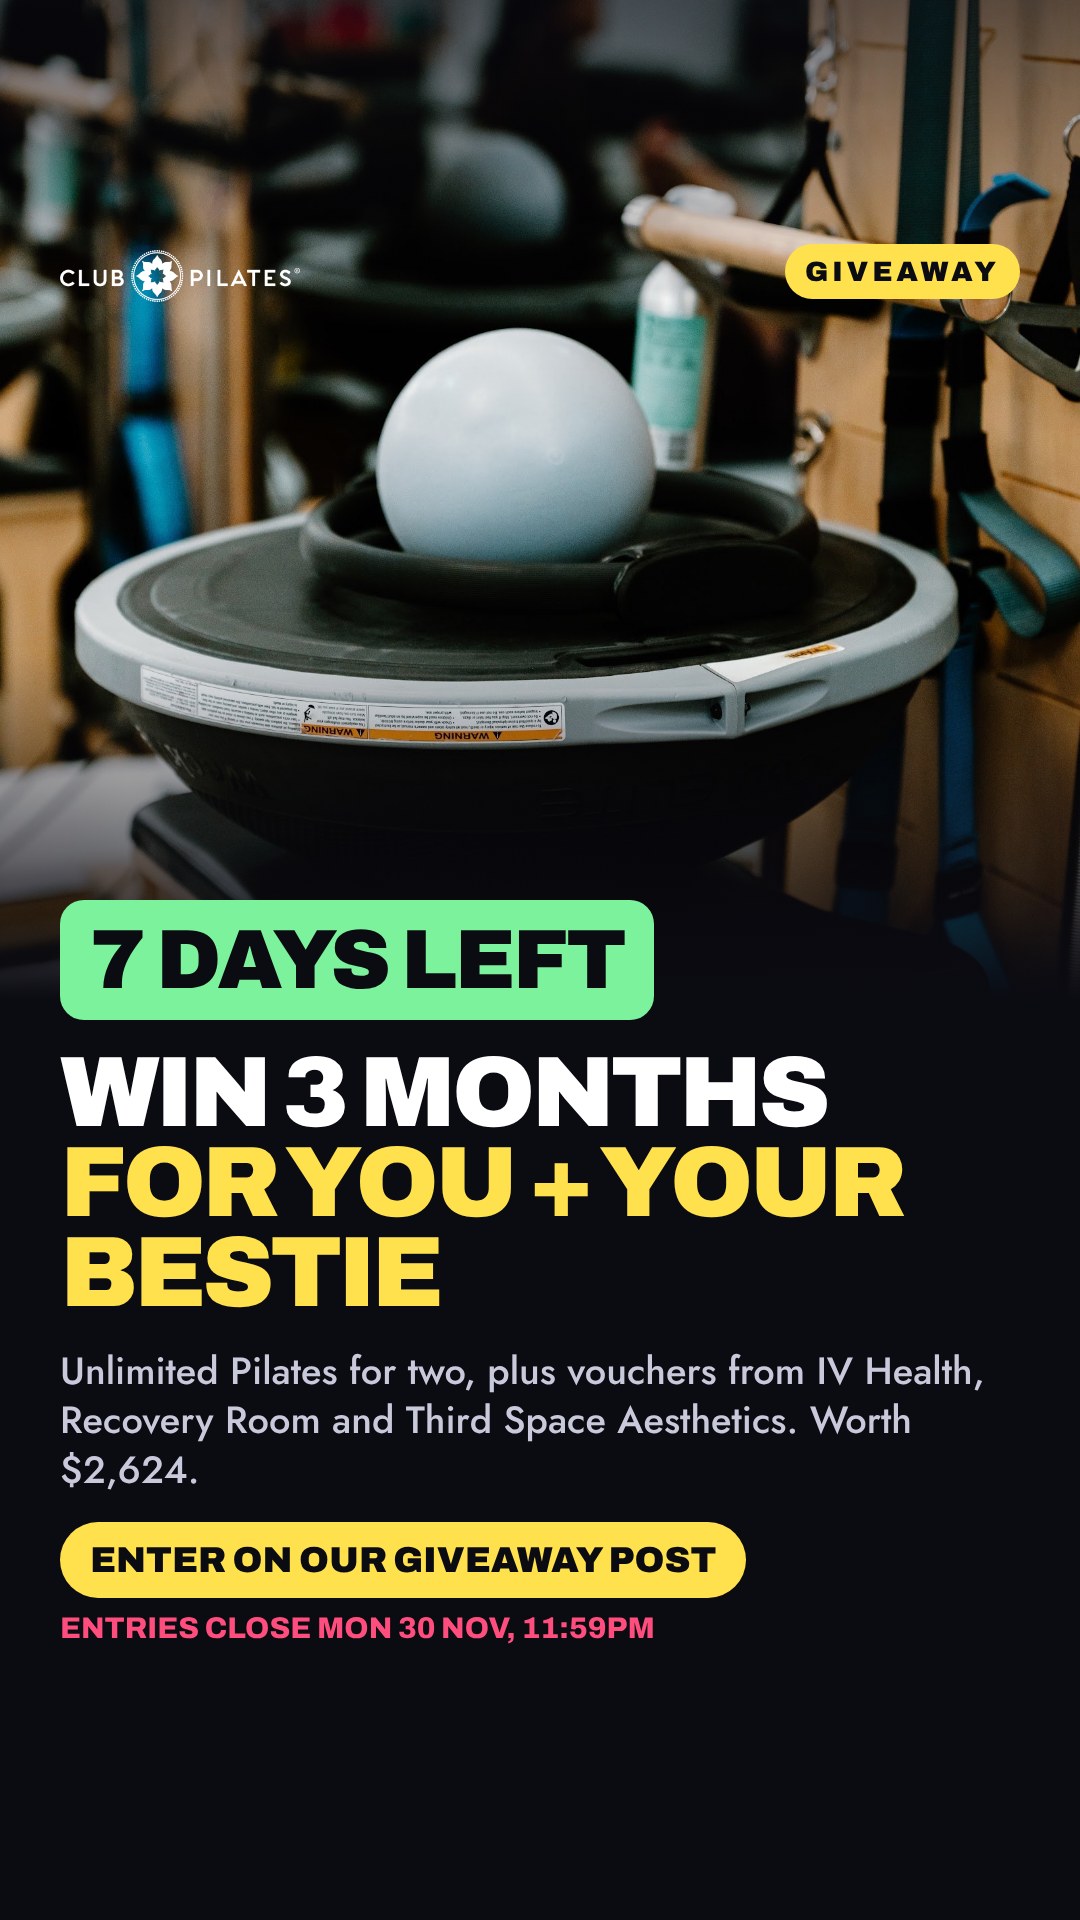 CLUB PILATES®
GIVEAWAY
WARNING
WARNING
7 DAYS LEFT
WIN 3 MONTHS
FOR YOU + YOUR
BESTIE
Unlimited Pilates for two, plus vouchers from IV Health,
Recovery Room and Third Space Aesthetics. Worth
$2,624.
ENTER ON OUR GIVEAWAY POST
ENTRIES CLOSE MON 30 NOV, 11:59PM